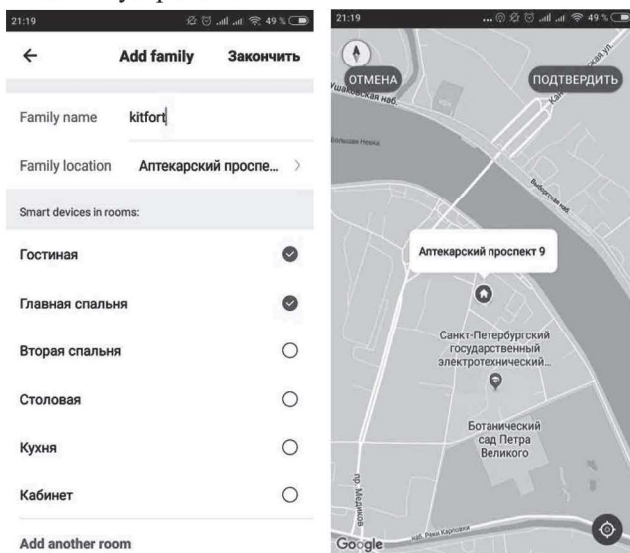 21:19
49 %
Add family
Закончить
Family name
kitfort
Family location
Аптекарский проспе...
Smart devices in rooms:
Гостиная
Главная спальня
Вторая спальня
Столовая
Кухня
Кабинет
Add another room
21:19
... 49 %
ОТМЕНА
ПОДТВЕРДИТЬ
Ушаковская наб.
Большая Невка
Выборгская наб.
Аптекарский проспект 9
Санкт-Петербургский
государственный
электротехнический...
Ботанический
сад Петра
Великого
пр. Медиков
наб. Реки Карповки
Google